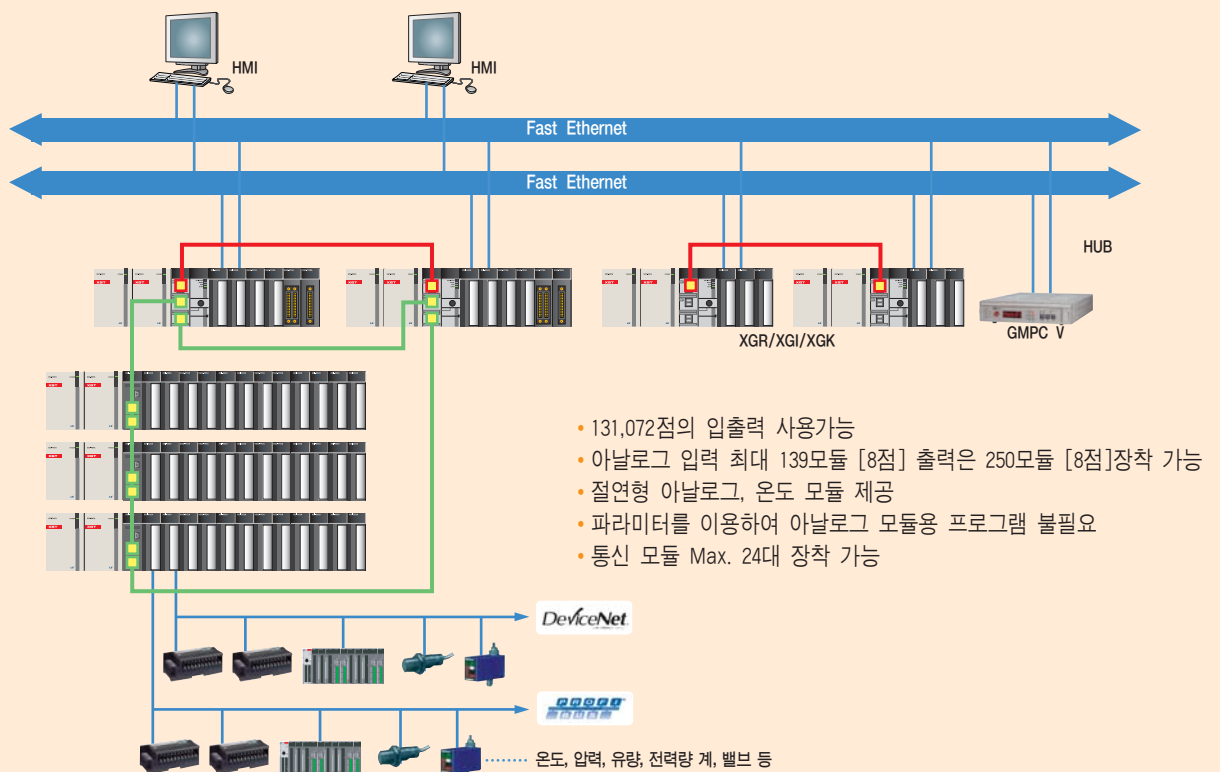 HMI
HMI
Fast Ethernet
Fast Ethernet
HUB
XGR/XGI/XGK
GMPC V
• 131,072점의 입출력 사용가능
• 아날로그 입력 최대 139모듈 [8점] 출력은 250모듈 [8점]장착 가능
• 절연형 아날로그, 온도 모듈 제공
• 파라미터를 이용하여 아날로그 모듈용 프로그램 불필요
• 통신 모듈 Max. 24대 장착 가능
DeviceNet
PROFI
BUS
온도, 압력, 유량, 전력량 계, 밸브 등